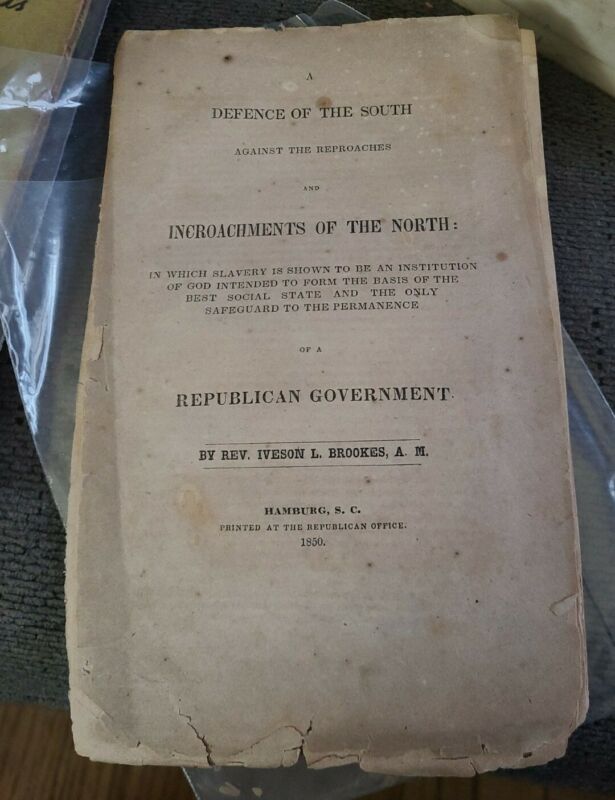 A
DEFENCE OF THE SOUTH
AGAINST THE REPROACHES
AND
INCROACHMENTS OF THE NORTH:
IN WHICH SLAVERY IS SHOWN TO BE AN INSTITUTION
OF GOD INTENDED TO FORM THE BASIS OF THE
BEST SOCIAL STATE AND THE ONLY
SAFEGUARD TO THE PERMANENCE
OF A
REPUBLICAN GOVERNMENT.
BY REV. IVESON L. BROOKES, A. M.
HAMBURG, S. C.
PRINTED AT THE REPUBLICAN OFFICE.
1850.